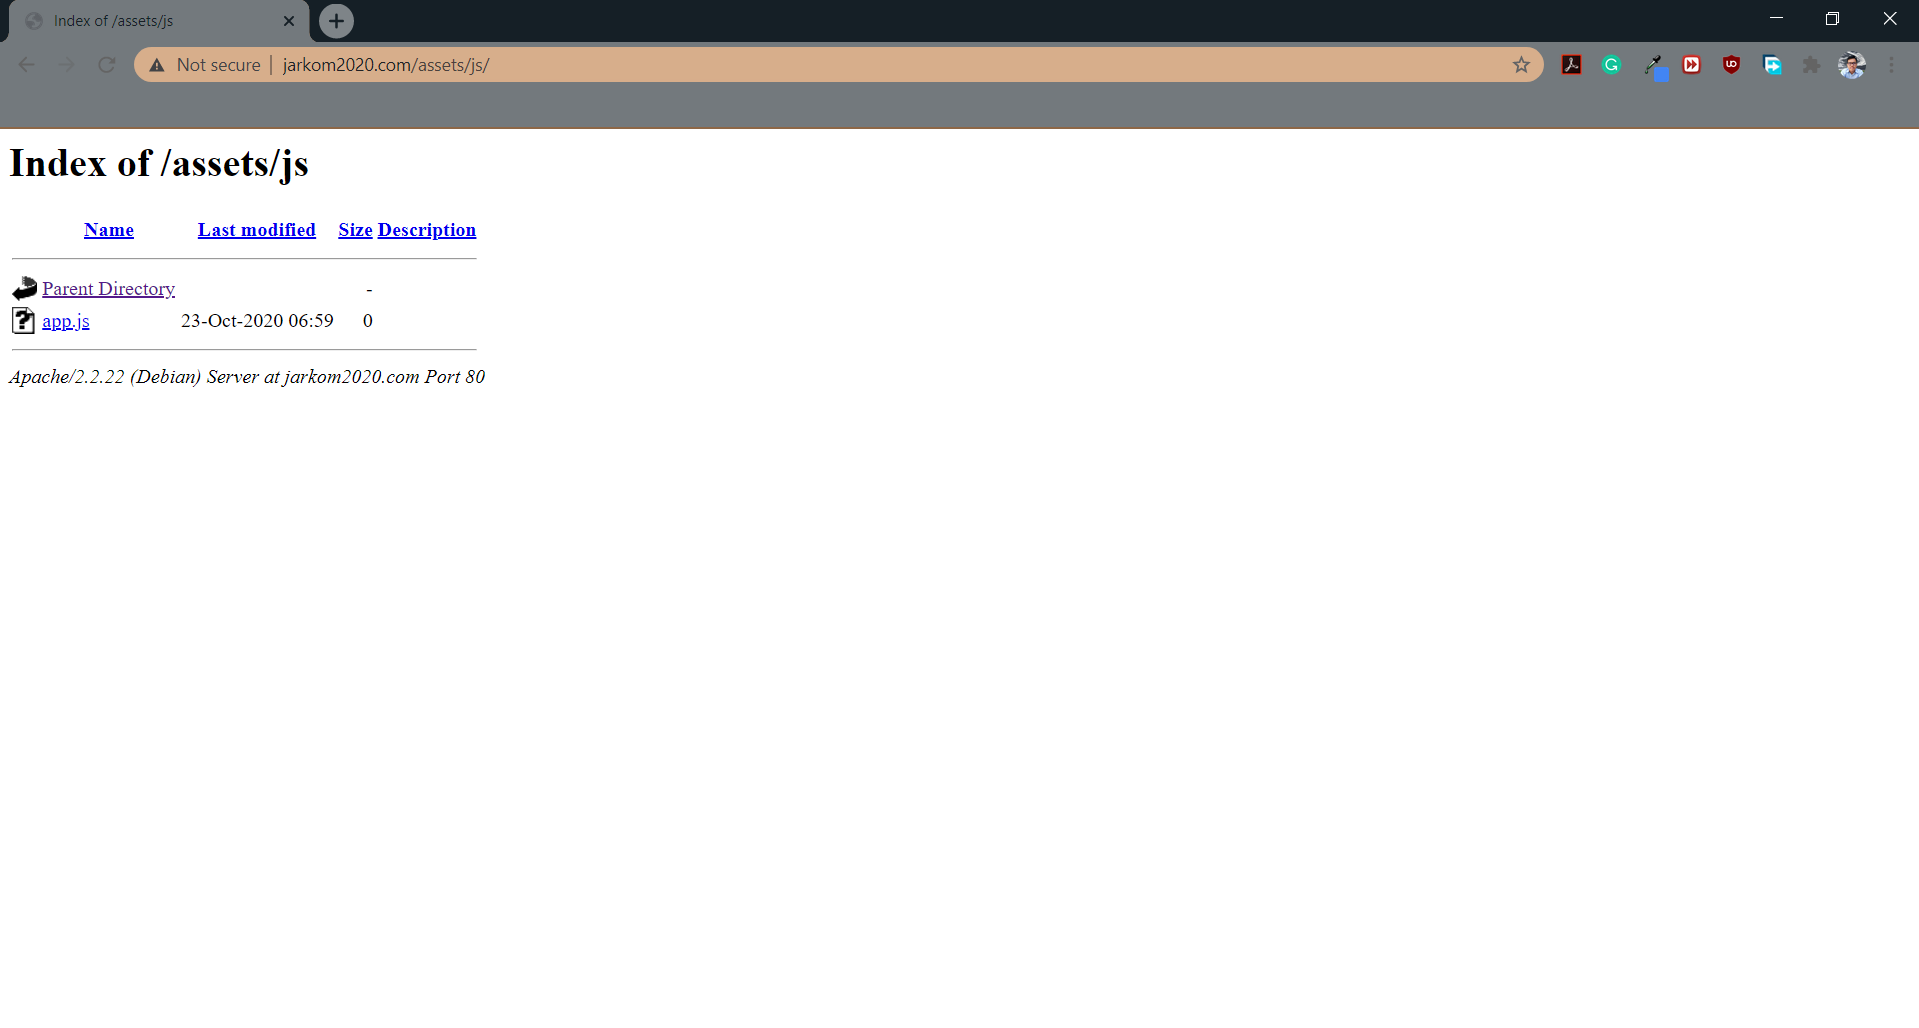 Index of /assets/js
Not secure | jarkom2020.com/assets/js/
Index of /assets/js
Name Last modified Size Description
Parent Directory -
app.js 23-Oct-2020 06:59 0
Apache/2.2.22 (Debian) Server at jarkom2020.com Port 80